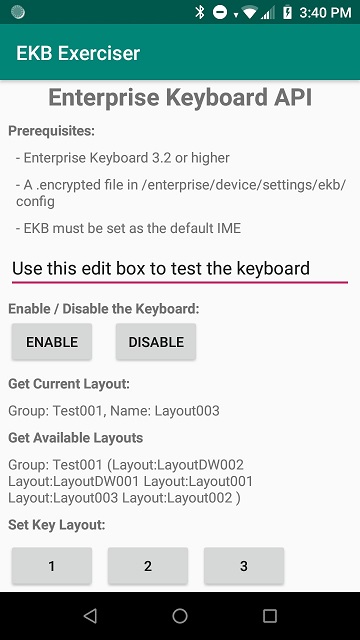 3:40 PM
EKB Exerciser
Enterprise Keyboard API
Prerequisites:
- Enterprise Keyboard 3.2 or higher
- A .encrypted file in /enterprise/device/settings/ekb/
config
- EKB must be set as the default IME
Use this edit box to test the keyboard
Enable / Disable the Keyboard:
ENABLE DISABLE
Get Current Layout:
Group: Test001, Name: Layout003
Get Available Layouts
Group: Test001 (Layout:LayoutDW002
Layout:LayoutDW001 Layout:Layout001
Layout:Layout003 Layout:Layout002 )
Set Key Layout:
1 2 3